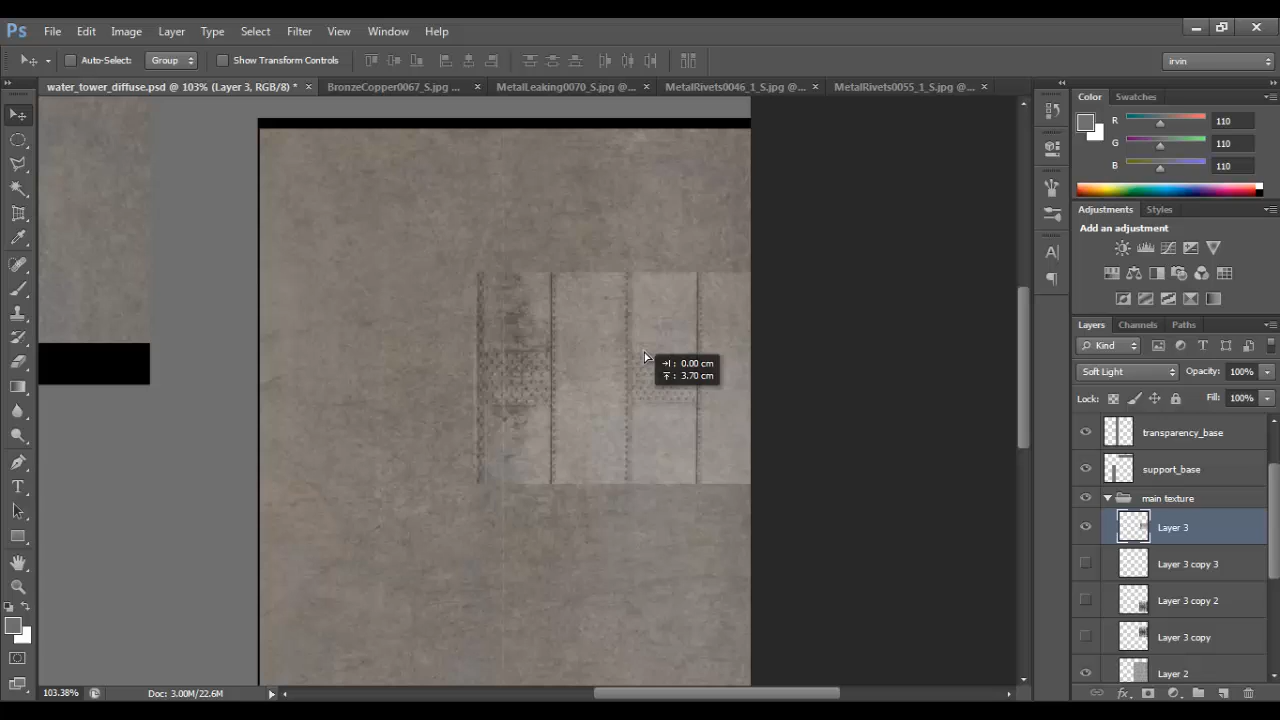 Ps File Edit Image Layer Type Select Filter View Window Help
Auto-Select: Group Show Transform Controls irvin
water_tower_diffuse.psd @ 103% (Layer 3, RGB/8) * × BronzeCopper0067_S.jpg ... × MetalLeaking0070_S.jpg @... × MetalRivets0046_1_S.jpg @... × MetalRivets0055_1_S.jpg @... ×
Color Swatches
R 110
G 110
B 110
Adjustments Styles
Add an adjustment
Layers Channels Paths
Kind
Soft Light Opacity: 100%
Lock: Fill: 100%
transparency_base
support_base
main texture
Layer 3
Layer 3 copy 3
Layer 3 copy 2
Layer 3 copy
Layer 2
: 0.00 cm
: 3.70 cm
103.38% Doc: 3.00M/22.6M